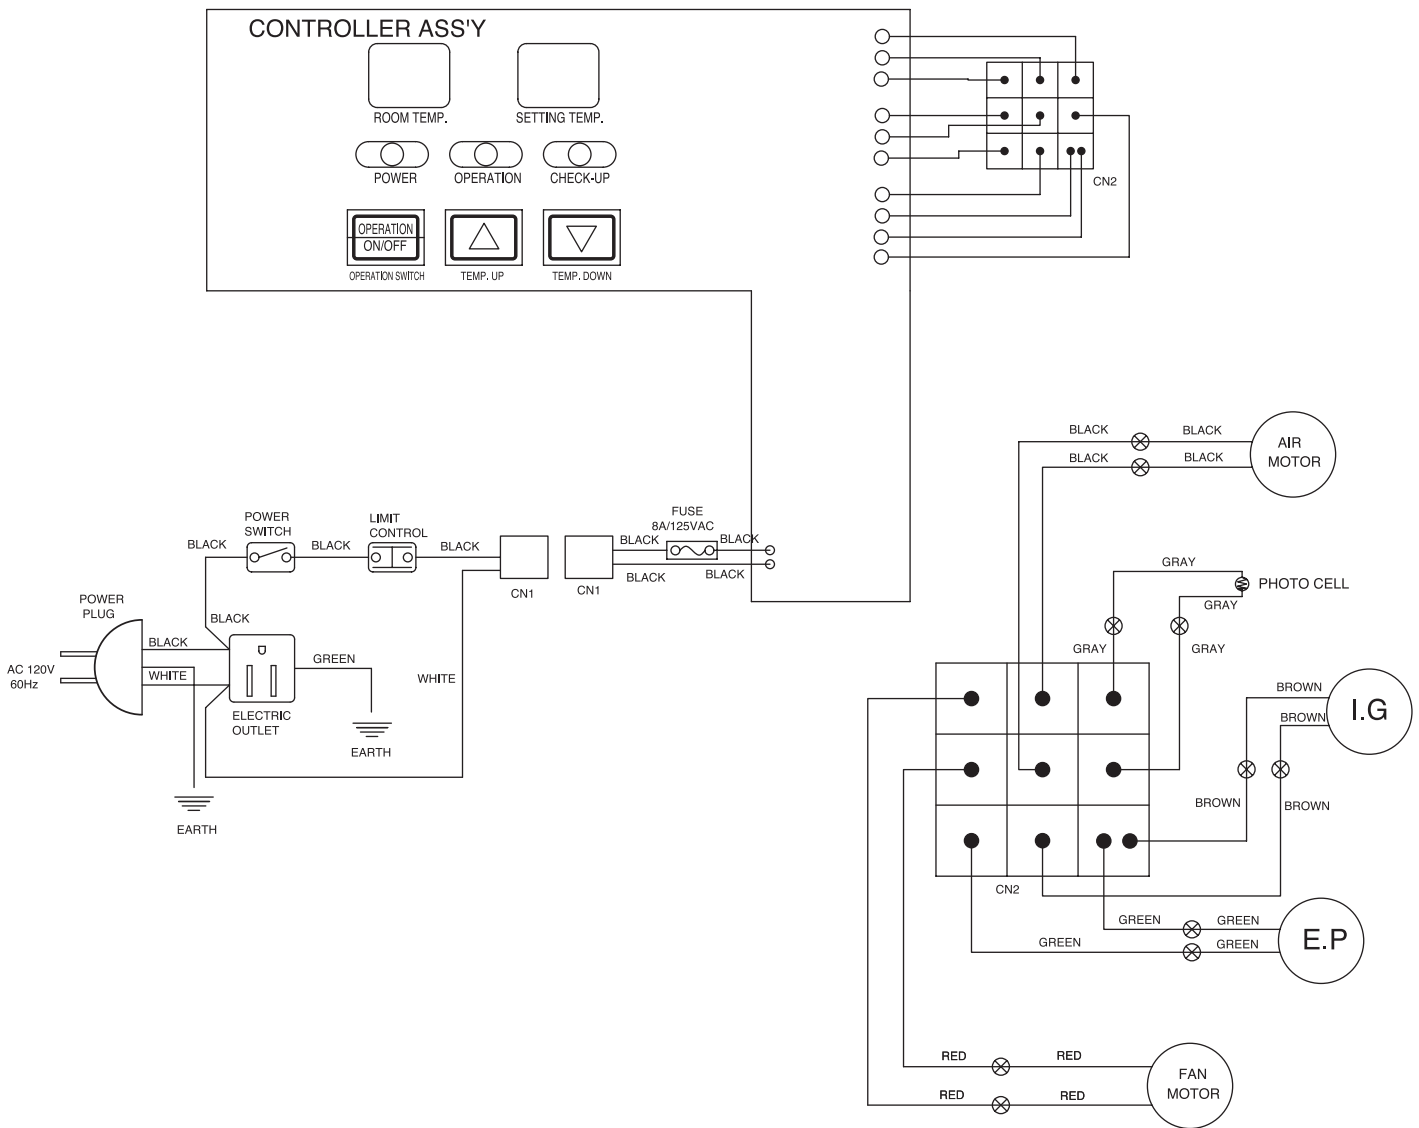 CONTROLLER ASS'Y
ROOM TEMP.
SETTING TEMP.
POWER
OPERATION
CHECK-UP
OPERATION
ON/OFF
OPERATION SWITCH
TEMP. UP
TEMP. DOWN
CN2
BLACK
BLACK
BLACK
BLACK
AIR
MOTOR
POWER
SWITCH
LIMIT
CONTROL
FUSE
8A/125VAC
BLACK
BLACK
BLACK
BLACK
BLACK
BLACK
BLACK
CN1
CN1
GRAY
PHOTO CELL
GRAY
GRAY
GRAY
POWER
PLUG
BLACK
BLACK
WHITE
AC 120V
60Hz
GREEN
WHITE
ELECTRIC
OUTLET
EARTH
EARTH
BROWN
BROWN
I.G
BROWN
BROWN
CN2
GREEN
GREEN
GREEN
GREEN
E.P
RED
RED
RED
RED
FAN
MOTOR